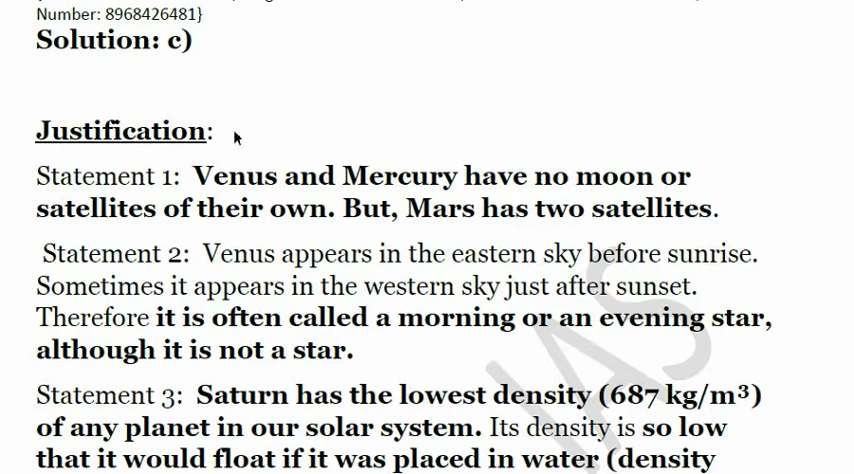 Number: 8968426481}
Solution: c)
Justification:
Statement 1: Venus and Mercury have no moon or
satellites of their own. But, Mars has two satellites.
Statement 2: Venus appears in the eastern sky before sunrise.
Sometimes it appears in the western sky just after sunset.
Therefore it is often called a morning or an evening star,
although it is not a star.
Statement 3: Saturn has the lowest density (687 kg/m³)
of any planet in our solar system. Its density is so low
that it would float if it was placed in water (density
IAS